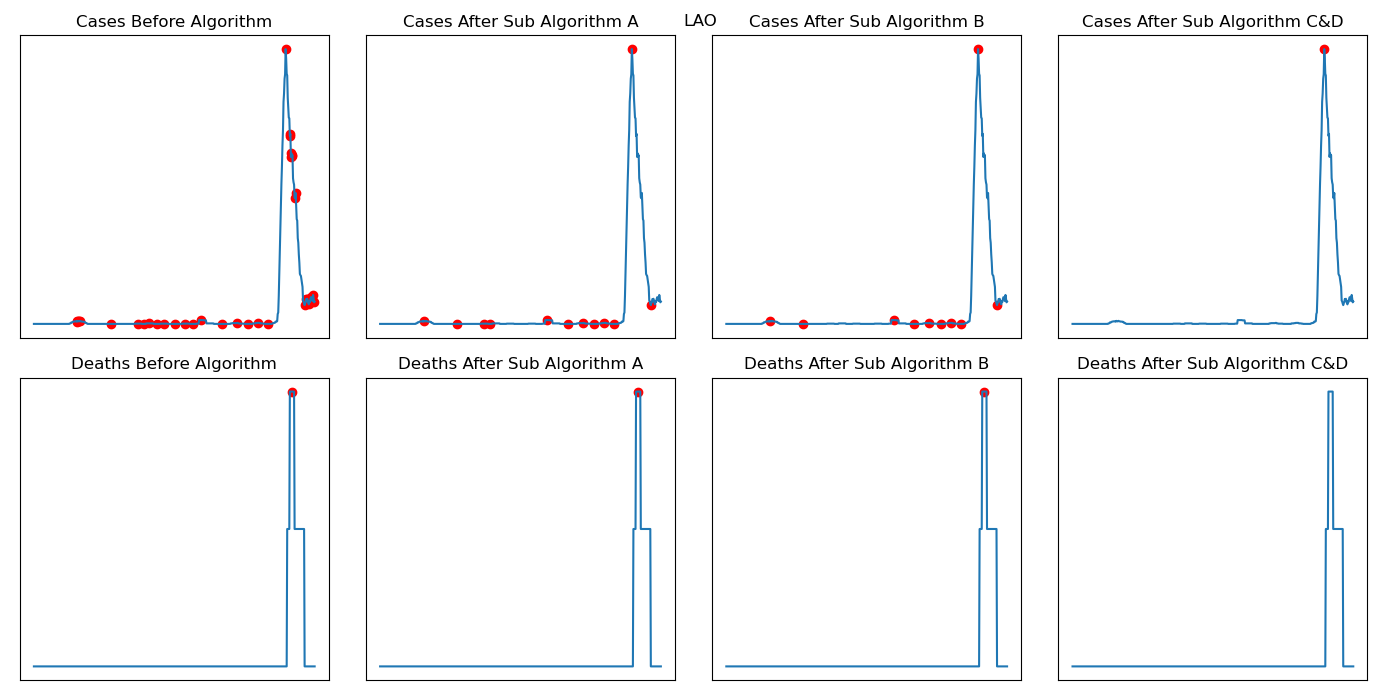 LAO
Cases Before Algorithm
Cases After Sub Algorithm A
Cases After Sub Algorithm B
Cases After Sub Algorithm C&D
Deaths Before Algorithm
Deaths After Sub Algorithm A
Deaths After Sub Algorithm B
Deaths After Sub Algorithm C&D